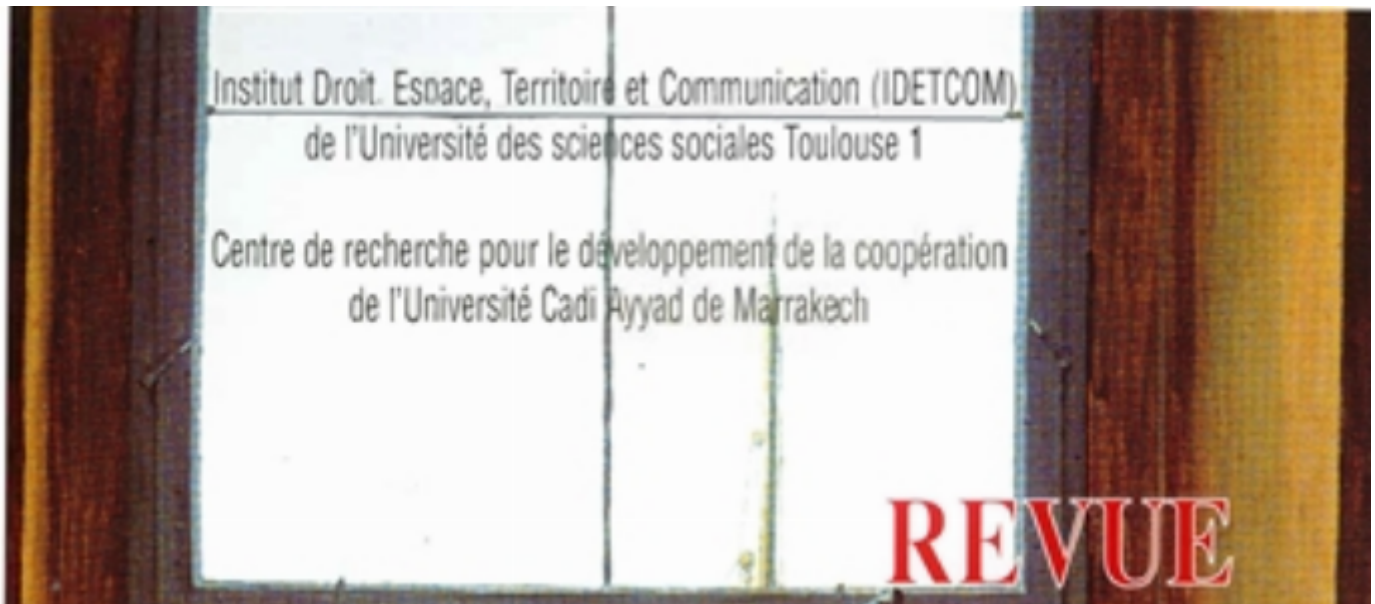 Institut Droit. Espace, Territoire et Communication (IDETCOM)
de l'Université des sciences sociales Toulouse 1
Centre de recherche pour le développement de la coopération
de l'Université Cadi Ayyad de Marrakech
REVUE